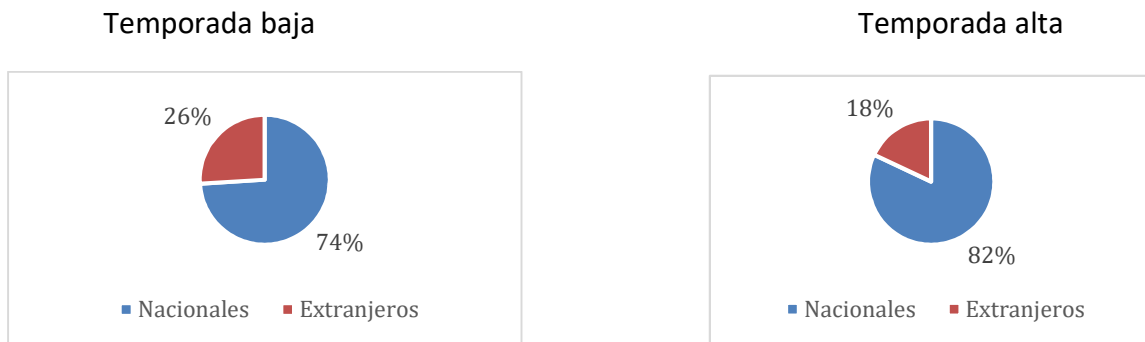 Temporada baja
Temporada alta
26%
74%
Nacionales Extranjeros
18%
82%
Nacionales Extranjeros